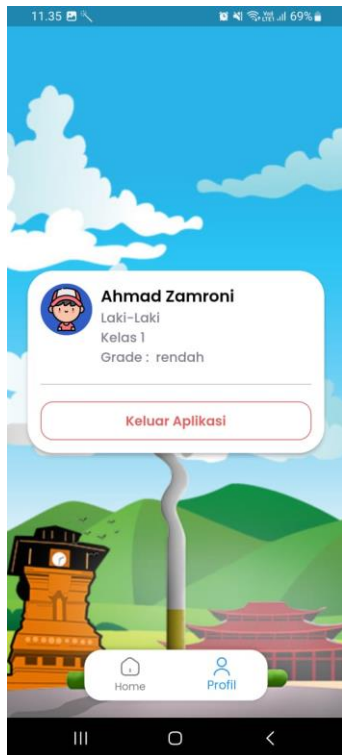 11.35
69%
Ahmad Zamroni
Laki-Laki
Kelas 1
Grade : rendah
Keluar Aplikasi
Home
Profil